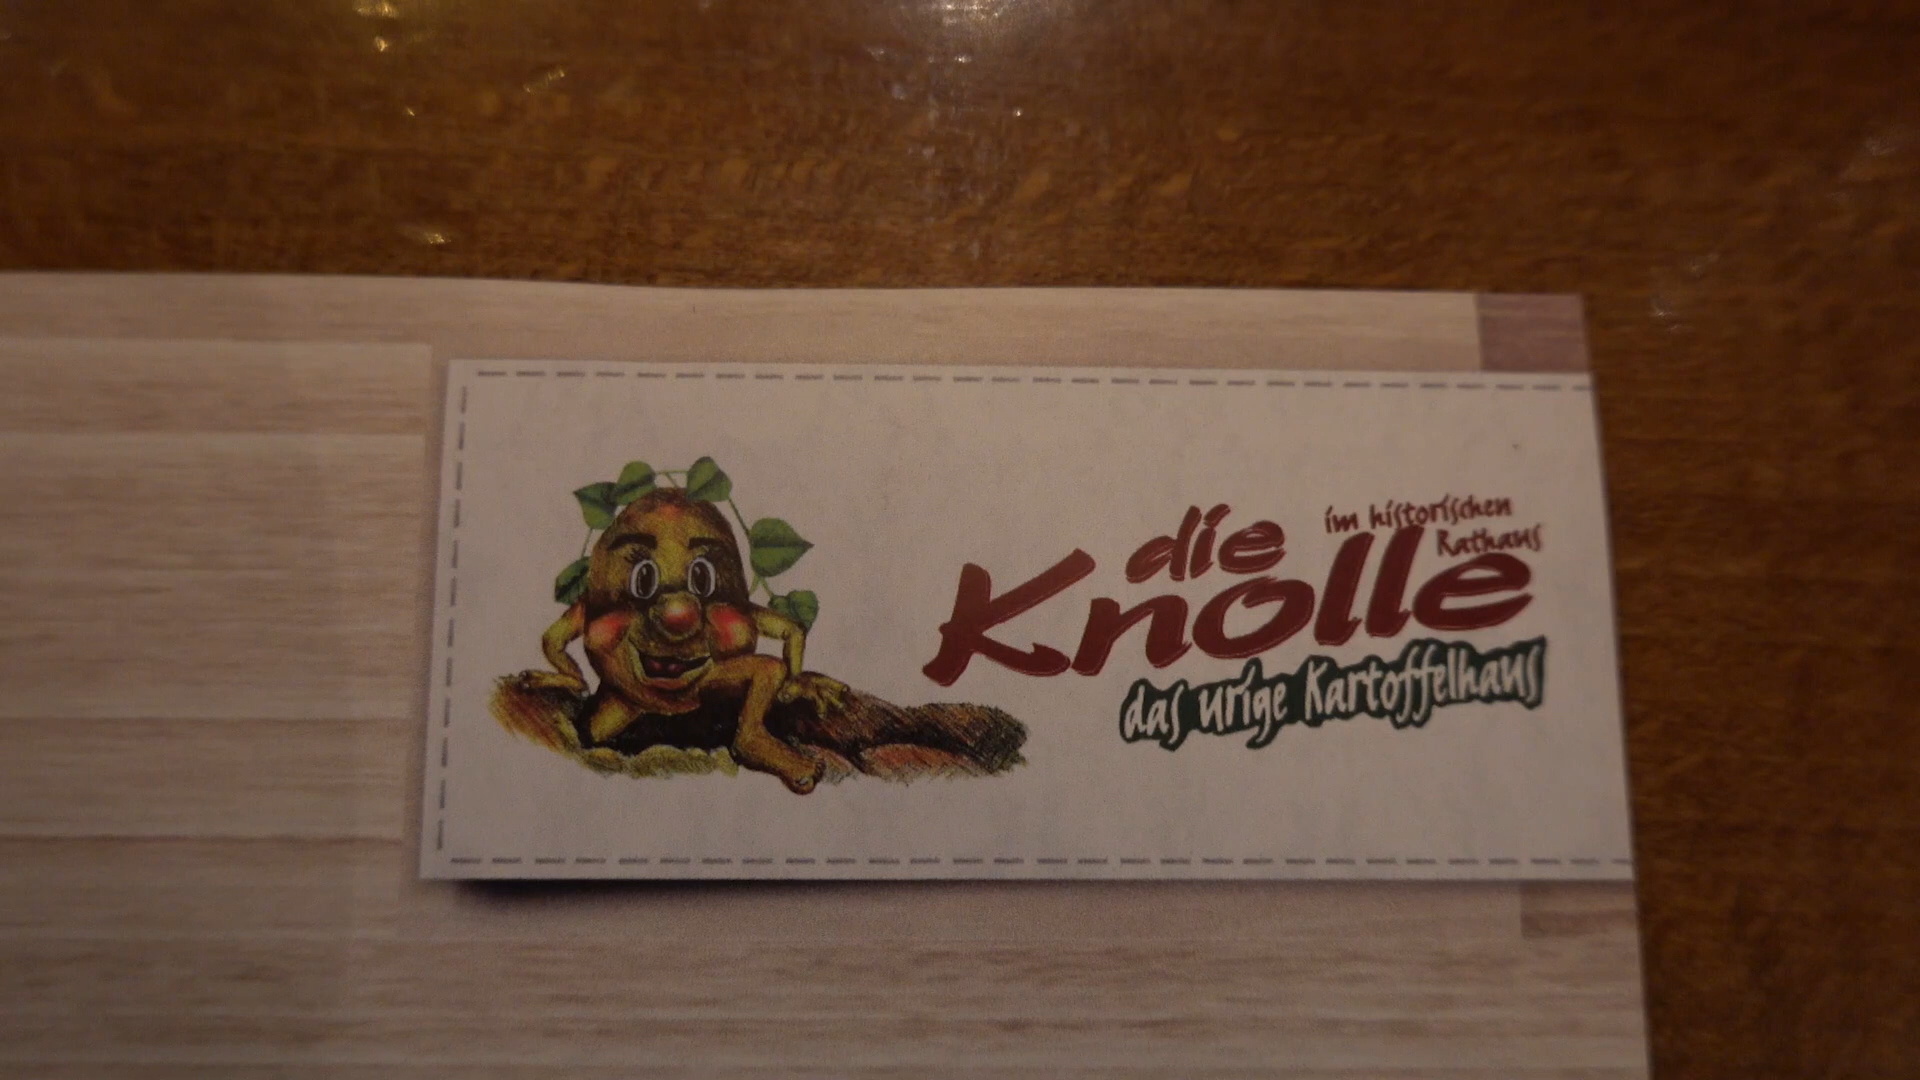 die
im historischen
Rathaus
Knolle
das urige Kartoffelhaus